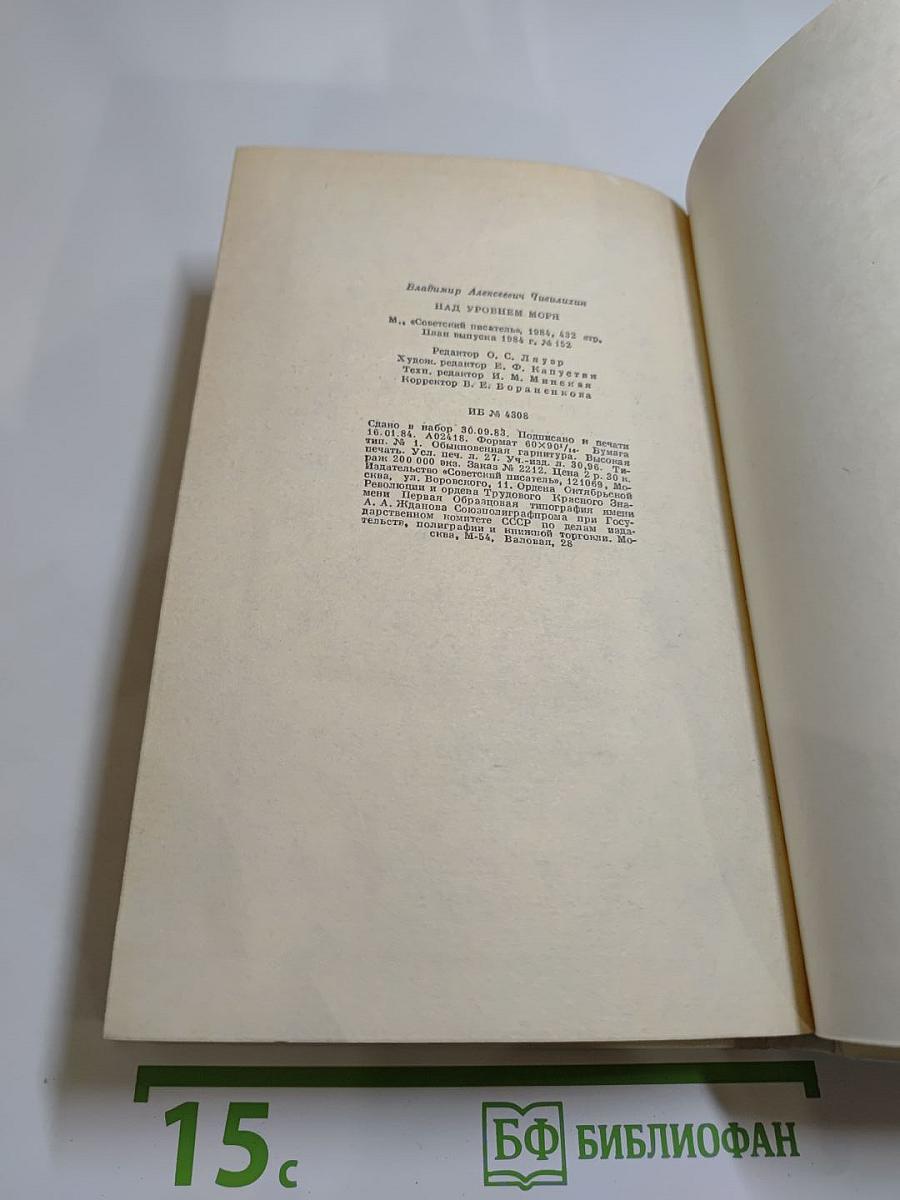 Владимир Алексеевич Чивилихин
НАД УРОВНЕМ МОРЯ
М., «Советский писатель», 1984, 432 стр.
План выпуска 1984 г. № 152
Редактор О. С. Ляуэр
Худож. редактор Е. Ф. Капустин
Техн. редактор И. М. Минская
Корректор В. Е. Бораненкова
ИБ № 4308
Сдано в набор 30.09.83. Подписано к печати
16.01.84. А02418. Формат 60×90¹/₁₆. Бумага
тип. № 1. Обыкновенная гарнитура. Высокая
печать. Усл. печ. л. 27. Уч.-изд. л. 30,96. Ти-
раж 200 000 экз. Заказ № 2212. Цена 2 р. 30 к.
Издательство «Советский писатель», 121069, Мо-
сква, ул. Воровского, 11. Ордена Октябрьской
Революции и ордена Трудового Красного Зна-
мени Первая Образцовая типография имени
А. А. Жданова Союзполиграфпрома при Госу-
дарственном комитете СССР по делам изда-
тельств, полиграфии и книжной торговли. Мо-
сква, М-54, Валовая, 28
15 с
БФ БИБЛИОФАН